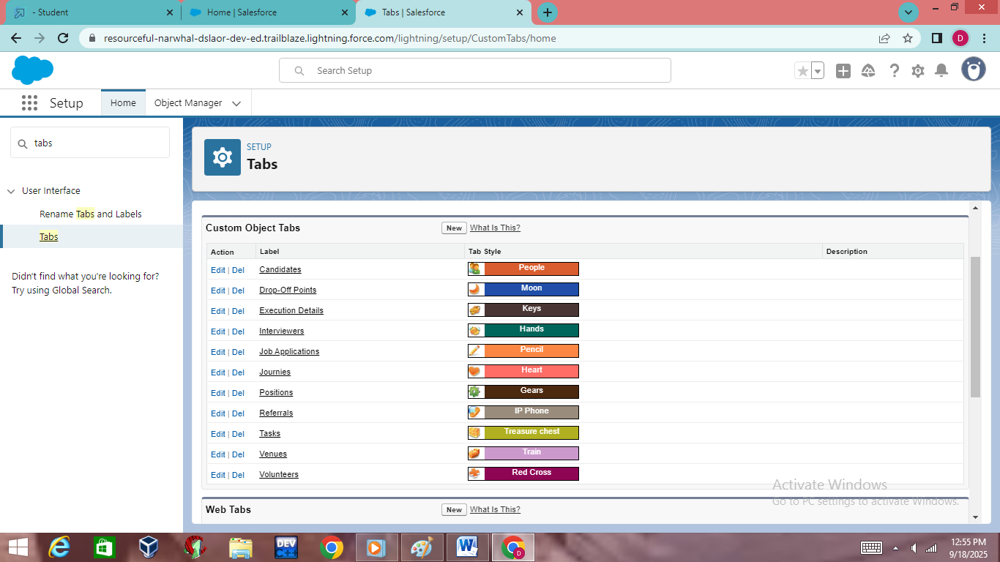 - Student
Home | Salesforce
Tabs | Salesforce
resourceful-narwhal-dslaor-dev-ed.trailblaze.lightning.force.com/lightning/setup/CustomTabs/home
D
Search Setup
Setup
Home
Object Manager
tabs
User Interface
Rename Tabs and Labels
Tabs
Didn't find what you're looking for?
Try using Global Search.
SETUP
Tabs
Custom Object Tabs New What Is This?
Action Label Tab Style Description
Edit | Del Candidates People
Edit | Del Drop-Off Points Moon
Edit | Del Execution Details Keys
Edit | Del Interviewers Hands
Edit | Del Job Applications Pencil
Edit | Del Journies Heart
Edit | Del Positions Gears
Edit | Del Referrals IP Phone
Edit | Del Tasks Treasure chest
Edit | Del Venues Train
Edit | Del Volunteers Red Cross
Web Tabs New What Is This?
Activate Windows
Go to PC settings to activate Windows.
DEV
C++
W
D
12:55 PM
9/18/2025